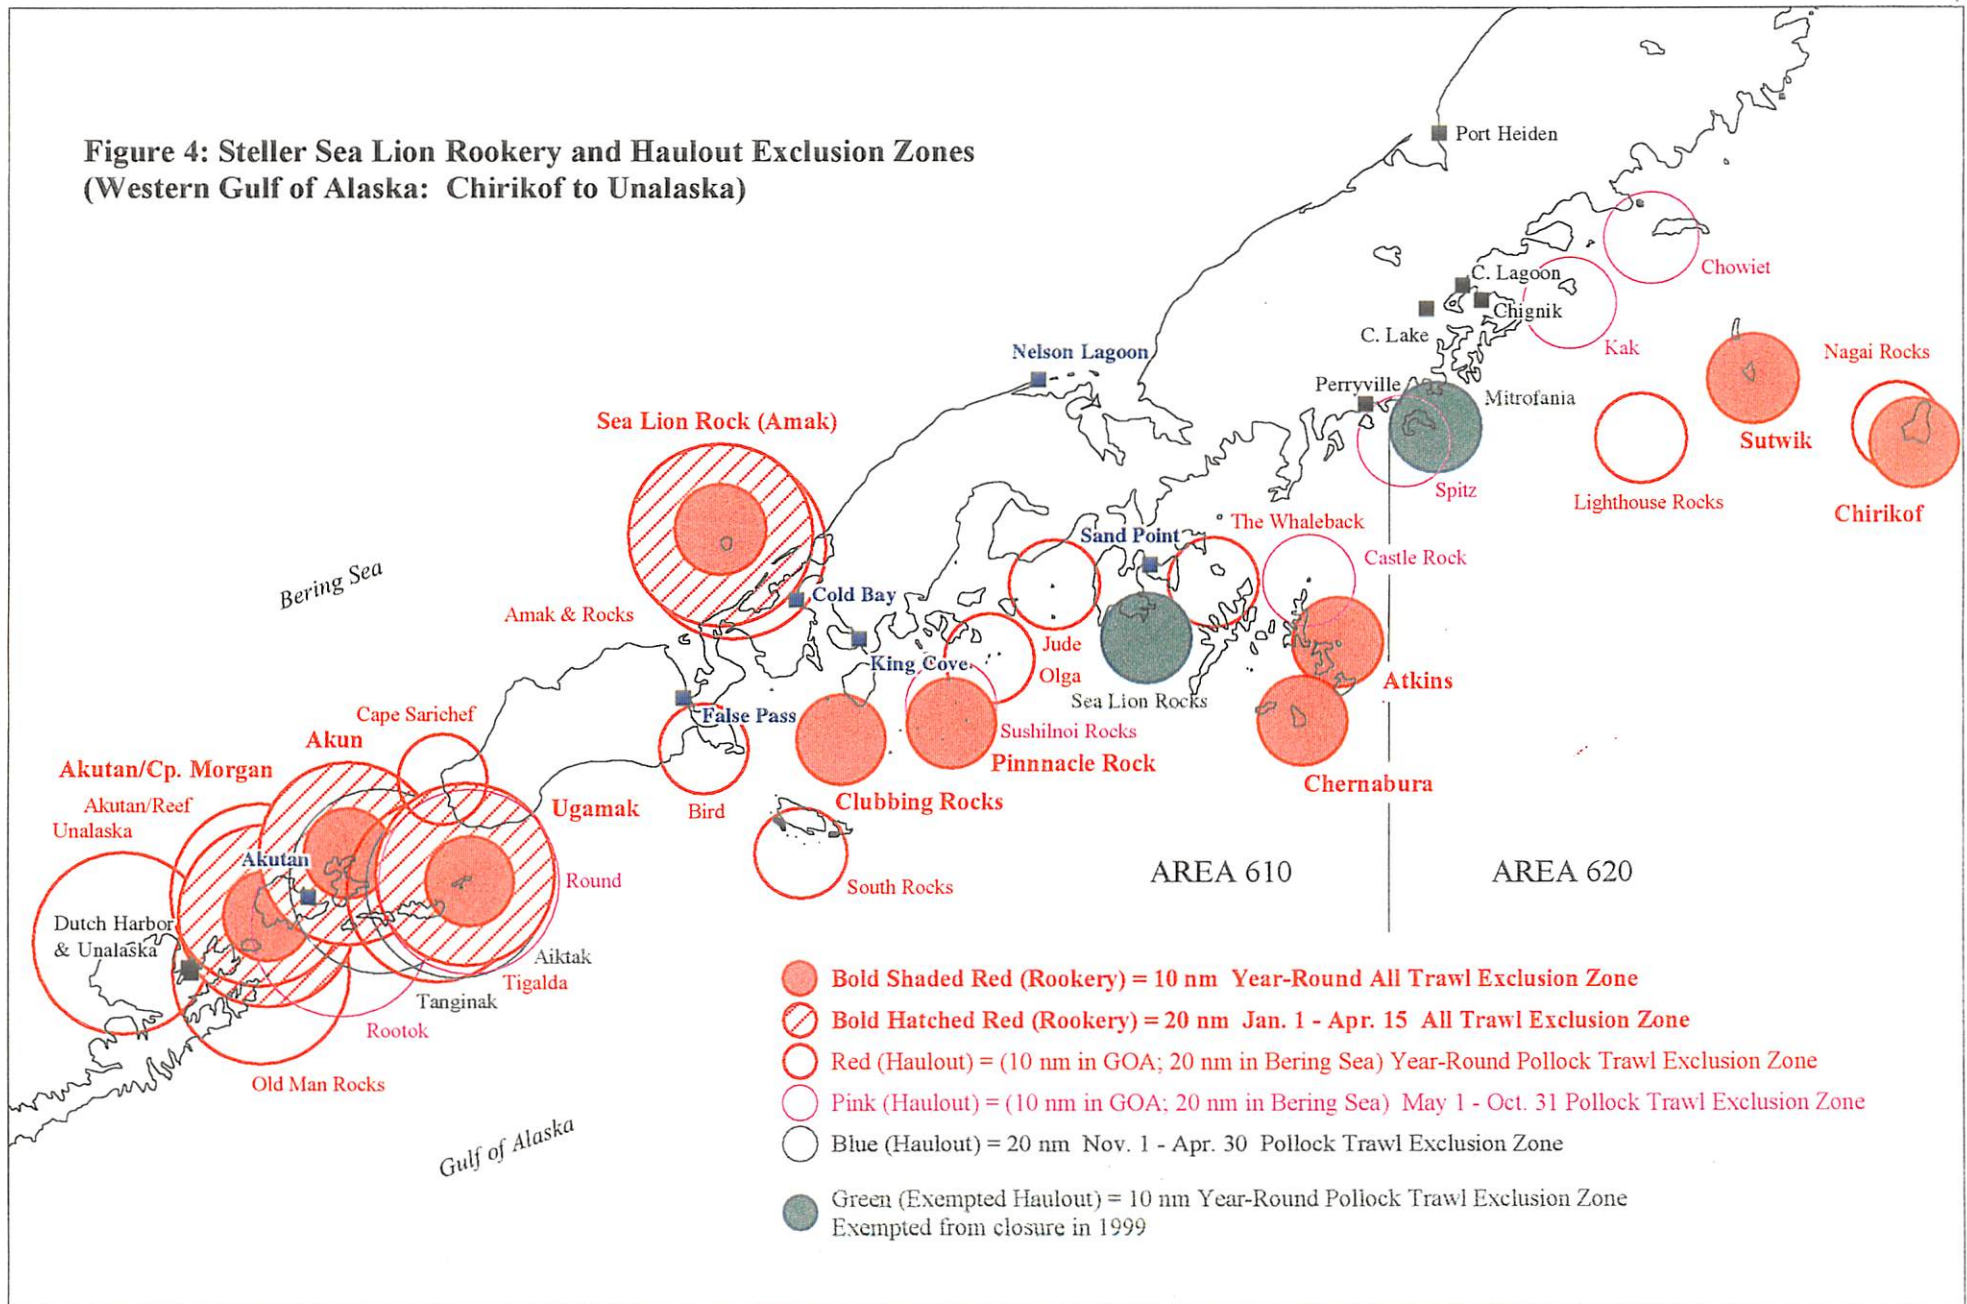 Figure 4: Steller Sea Lion Rookery and Haulout Exclusion Zones
(Western Gulf of Alaska: Chirikof to Unalaska)
Port Heiden
Chowiet
C. Lagoon
Chignik
C. Lake
Kak
Nelson Lagoon
Nagai Rocks
Perryville
Mitrofania
Sutwik
Sea Lion Rock (Amak)
Spitz
Lighthouse Rocks
Chirikof
The Whaleback
Sand Point
Castle Rock
Bering Sea
Cold Bay
Amak & Rocks
Jude
King Cove
Olga
Atkins
Sea Lion Rocks
False Pass
Cape Sarichef
Sushilnoi Rocks
Akun
Pinnnacle Rock
Akutan/Cp. Morgan
Chernabura
Akutan/Reef
Ugamak
Bird
Clubbing Rocks
Unalaska
Akutan
AREA 610
AREA 620
Round
South Rocks
Dutch Harbor
& Unalaska
Aiktak
Tigalda
Tanginak
Rootok
Old Man Rocks
Gulf of Alaska
Bold Shaded Red (Rookery) = 10 nm Year-Round All Trawl Exclusion Zone
Bold Hatched Red (Rookery) = 20 nm Jan. 1 - Apr. 15 All Trawl Exclusion Zone
Red (Haulout) = (10 nm in GOA; 20 nm in Bering Sea) Year-Round Pollock Trawl Exclusion Zone
Pink (Haulout) = (10 nm in GOA; 20 nm in Bering Sea) May 1 - Oct. 31 Pollock Trawl Exclusion Zone
Blue (Haulout) = 20 nm Nov. 1 - Apr. 30 Pollock Trawl Exclusion Zone
Green (Exempted Haulout) = 10 nm Year-Round Pollock Trawl Exclusion Zone
Exempted from closure in 1999